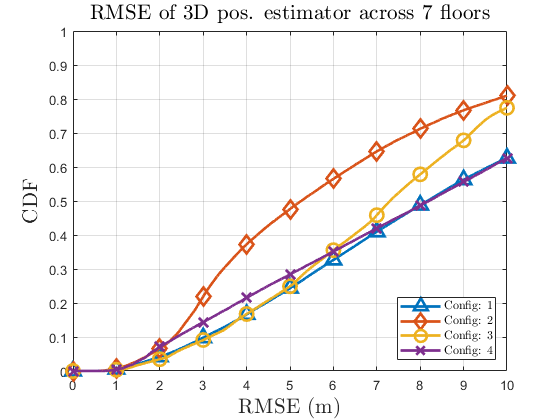 RMSE of 3D pos. estimator across 7 floors
1
0.9
0.8
0.7
0.6
0.5
0.4
0.3
0.2
0.1
0
CDF
Config: 1
Config: 2
Config: 3
Config: 4
0 1 2 3 4 5 6 7 8 9 10
RMSE (m)